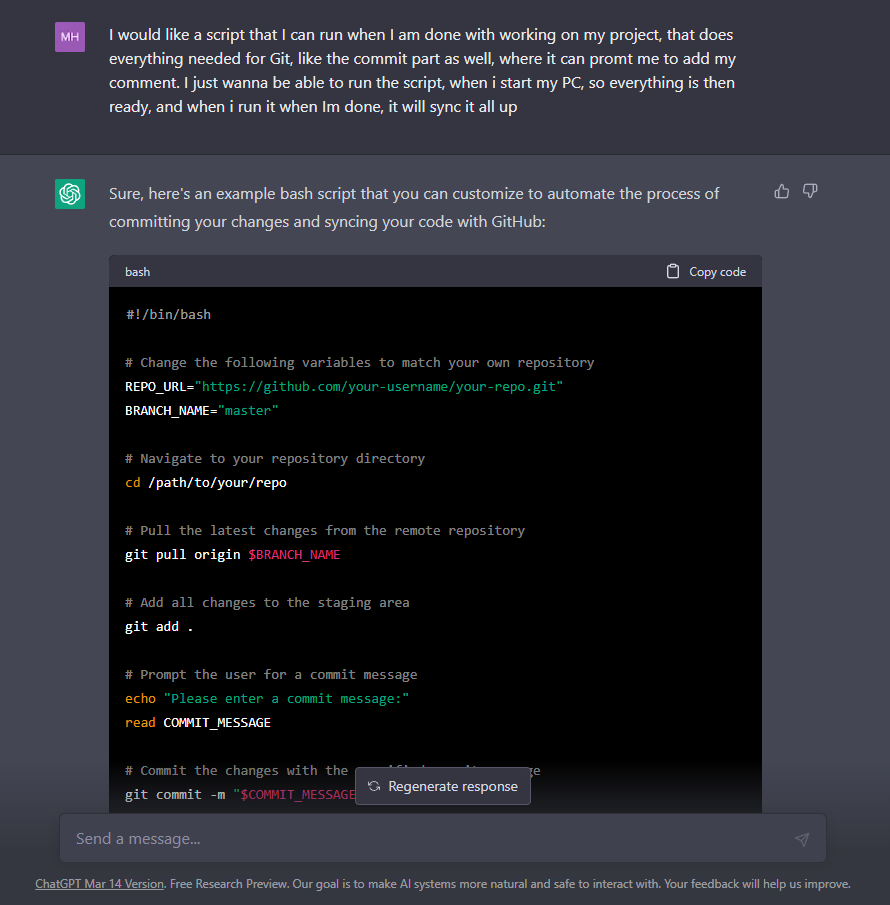 MH
I would like a script that I can run when I am done with working on my project, that does
everything needed for Git, like the commit part as well, where it can promt me to add my
comment. I just wanna be able to run the script, when i start my PC, so everything is then
ready, and when i run it when Im done, it will sync it all up
Sure, here's an example bash script that you can customize to automate the process of
committing your changes and syncing your code with GitHub:
bash
Copy code
#!/bin/bash
# Change the following variables to match your own repository
REPO_URL="https://github.com/your-username/your-repo.git"
BRANCH_NAME="master"
# Navigate to your repository directory
cd /path/to/your/repo
# Pull the latest changes from the remote repository
git pull origin $BRANCH_NAME
# Add all changes to the staging area
git add .
# Prompt the user for a commit message
echo "Please enter a commit message:"
read COMMIT_MESSAGE
# Commit the changes with the
git commit -m "$COMMIT_MESSAGE
Regenerate response
Send a message...
ChatGPT Mar 14 Version. Free Research Preview. Our goal is to make AI systems more natural and safe to interact with. Your feedback will help us improve.